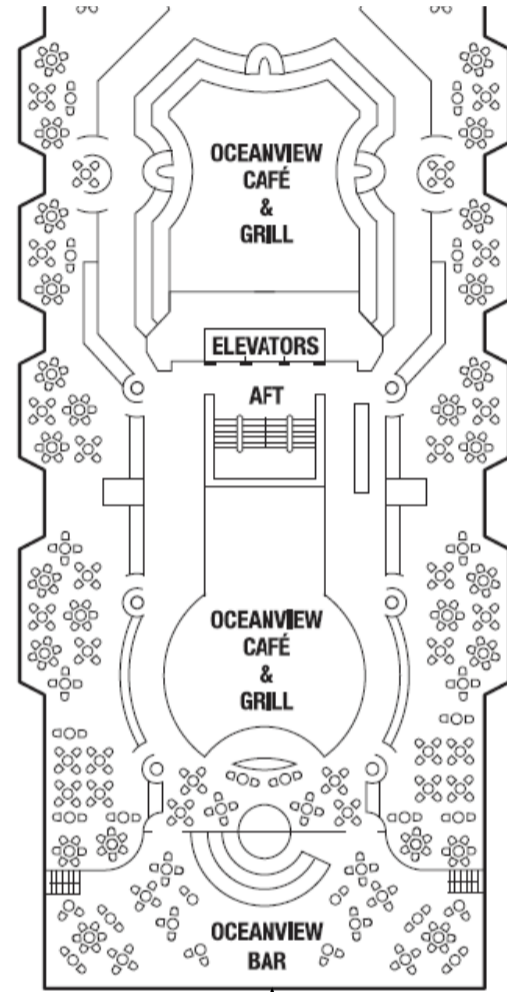 OCEANVIEW
CAFÉ
&
GRILL
ELEVATORS
AFT
OCEANVIEW
CAFÉ
&
GRILL
OCEANVIEW
BAR